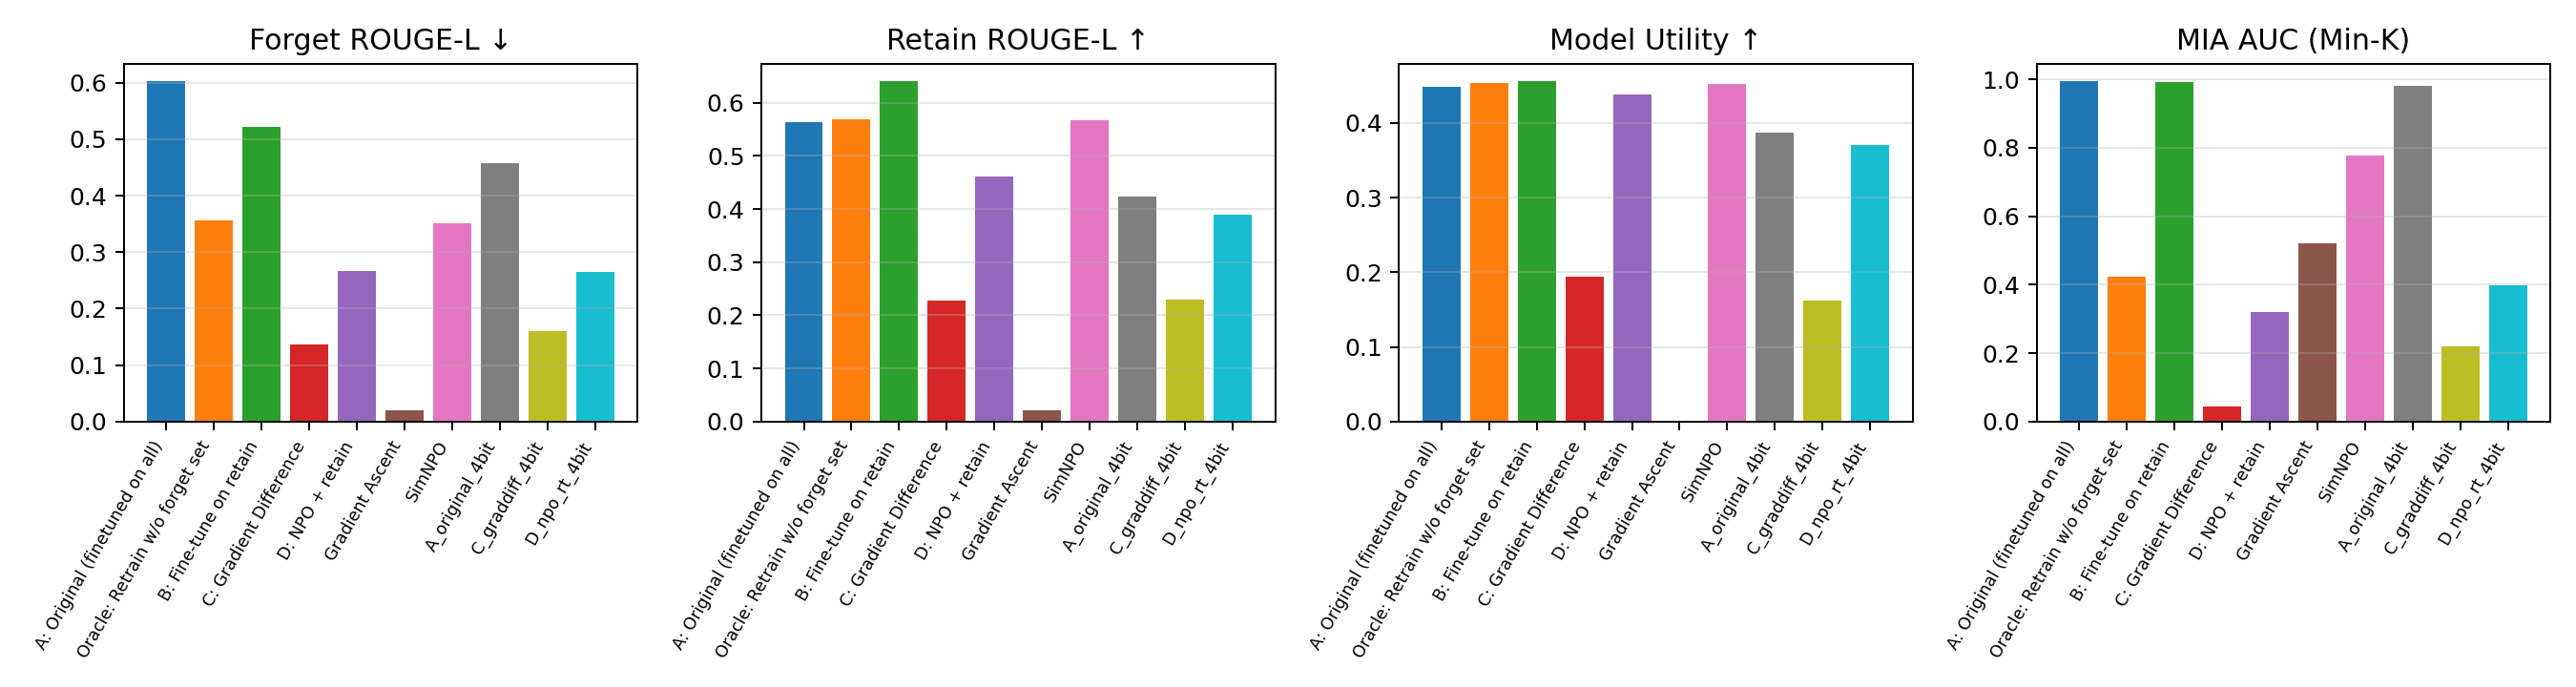 Forget ROUGE-L ↓
0.6
0.5
0.4
0.3
0.2
0.1
0.0
A: Original (finetuned on all)
Oracle: Retrain w/o forget set
B: Fine-tune on retain
C: Gradient Difference
D: NPO + retain
Gradient Ascent
SimNPO
A_original_4bit
C_graddiff_4bit
D_npo_rt_4bit
Retain ROUGE-L ↑
0.6
0.5
0.4
0.3
0.2
0.1
0.0
A: Original (finetuned on all)
Oracle: Retrain w/o forget set
B: Fine-tune on retain
C: Gradient Difference
D: NPO + retain
Gradient Ascent
SimNPO
A_original_4bit
C_graddiff_4bit
D_npo_rt_4bit
Model Utility ↑
0.4
0.3
0.2
0.1
0.0
A: Original (finetuned on all)
Oracle: Retrain w/o forget set
B: Fine-tune on retain
C: Gradient Difference
D: NPO + retain
Gradient Ascent
SimNPO
A_original_4bit
C_graddiff_4bit
D_npo_rt_4bit
MIA AUC (Min-K)
1.0
0.8
0.6
0.4
0.2
0.0
A: Original (finetuned on all)
Oracle: Retrain w/o forget set
B: Fine-tune on retain
C: Gradient Difference
D: NPO + retain
Gradient Ascent
SimNPO
A_original_4bit
C_graddiff_4bit
D_npo_rt_4bit